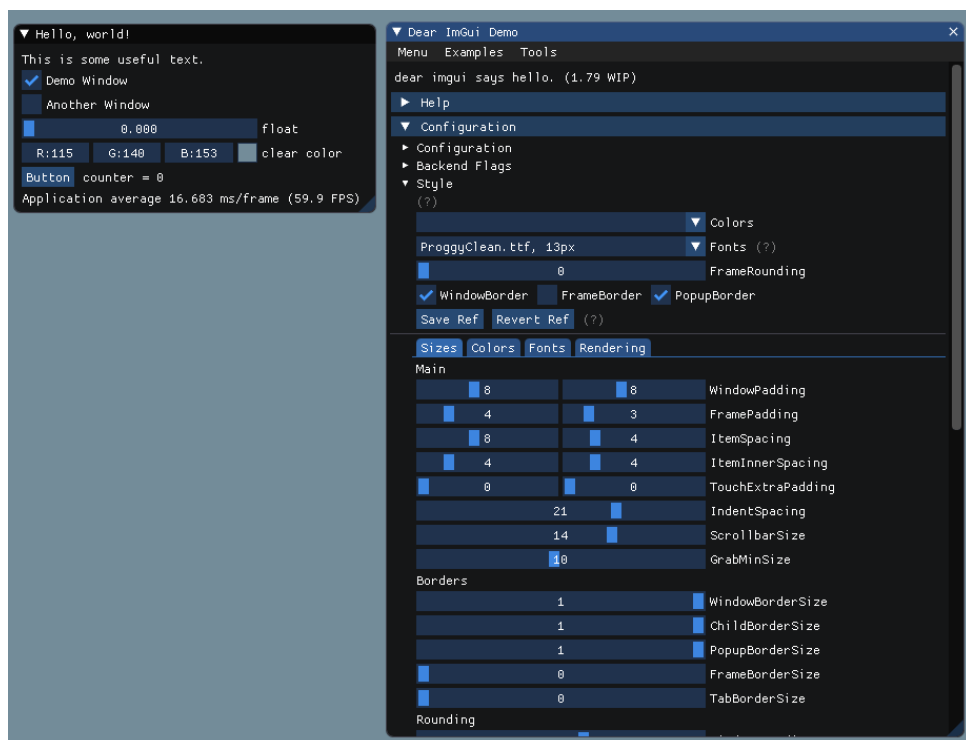 Hello, world!
This is some useful text.
Demo Window
Another Window
0.000 float
R:115 G:140 B:153 clear color
Button counter = 0
Application average 16.683 ms/frame (59.9 FPS)
Dear ImGui Demo
Menu Examples Tools
dear imgui says hello. (1.79 WIP)
Help
Configuration
Configuration
Backend Flags
Style
(?)
Colors
ProggyClean.ttf, 13px Fonts (?)
0 FrameRounding
WindowBorder FrameBorder PopupBorder
Save Ref Revert Ref (?)
Sizes Colors Fonts Rendering
Main
8 8 WindowPadding
4 3 FramePadding
8 4 ItemSpacing
4 4 ItemInnerSpacing
0 0 TouchExtraPadding
21 IndentSpacing
14 ScrollbarSize
10 GrabMinSize
Borders
1 WindowBorderSize
1 ChildBorderSize
1 PopupBorderSize
0 FrameBorderSize
0 TabBorderSize
Rounding